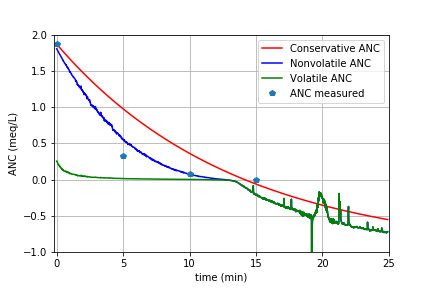 2.0
1.5
1.0
0.5
0.0
−0.5
−1.0
ANC (meq/L)
Conservative ANC
Nonvolatile ANC
Volatile ANC
ANC measured
0 5 10 15 20 25
time (min)